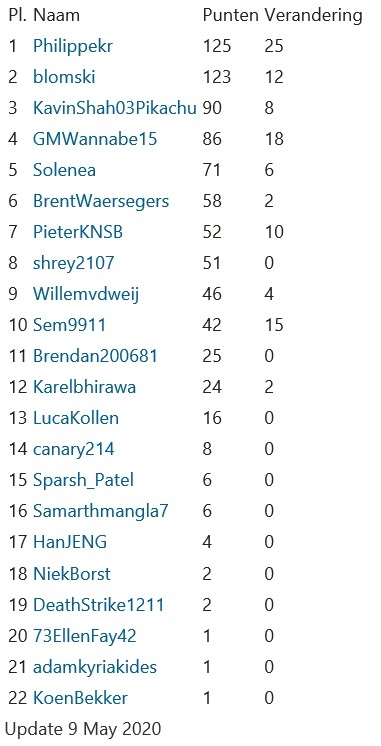 Pl. Naam Punten Verandering
1 Philippekr 125 25
2 blomski 123 12
3 KavinShah03Pikachu 90 8
4 GMWannabe15 86 18
5 Solenea 71 6
6 BrentWaersegers 58 2
7 PieterKNSB 52 10
8 shrey2107 51 0
9 Willemvdweij 46 4
10 Sem9911 42 15
11 Brendan200681 25 0
12 Karelbhirawa 24 2
13 LucaKollen 16 0
14 canary214 8 0
15 Sparsh_Patel 6 0
16 Samarthmangla7 6 0
17 HanJENG 4 0
18 NiekBorst 2 0
19 DeathStrike1211 2 0
20 73EllenFay42 1 0
21 adamkyriakides 1 0
22 KoenBekker 1 0
Update 9 May 2020